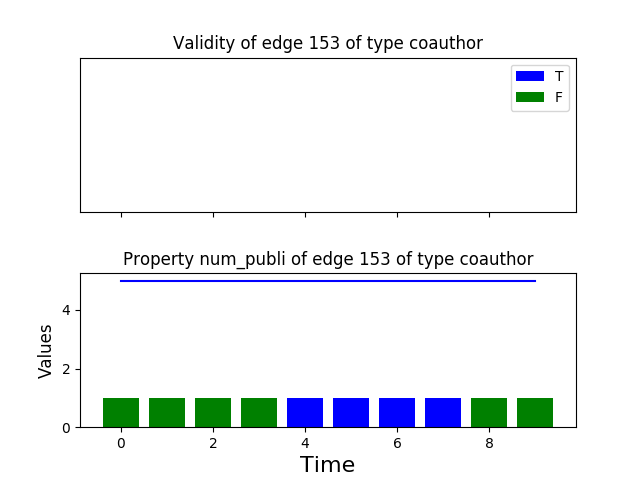 Validity of edge 153 of type coauthor
T
F
Property num_publi of edge 153 of type coauthor
Values
4
2
0
0 2 4 6 8
Time